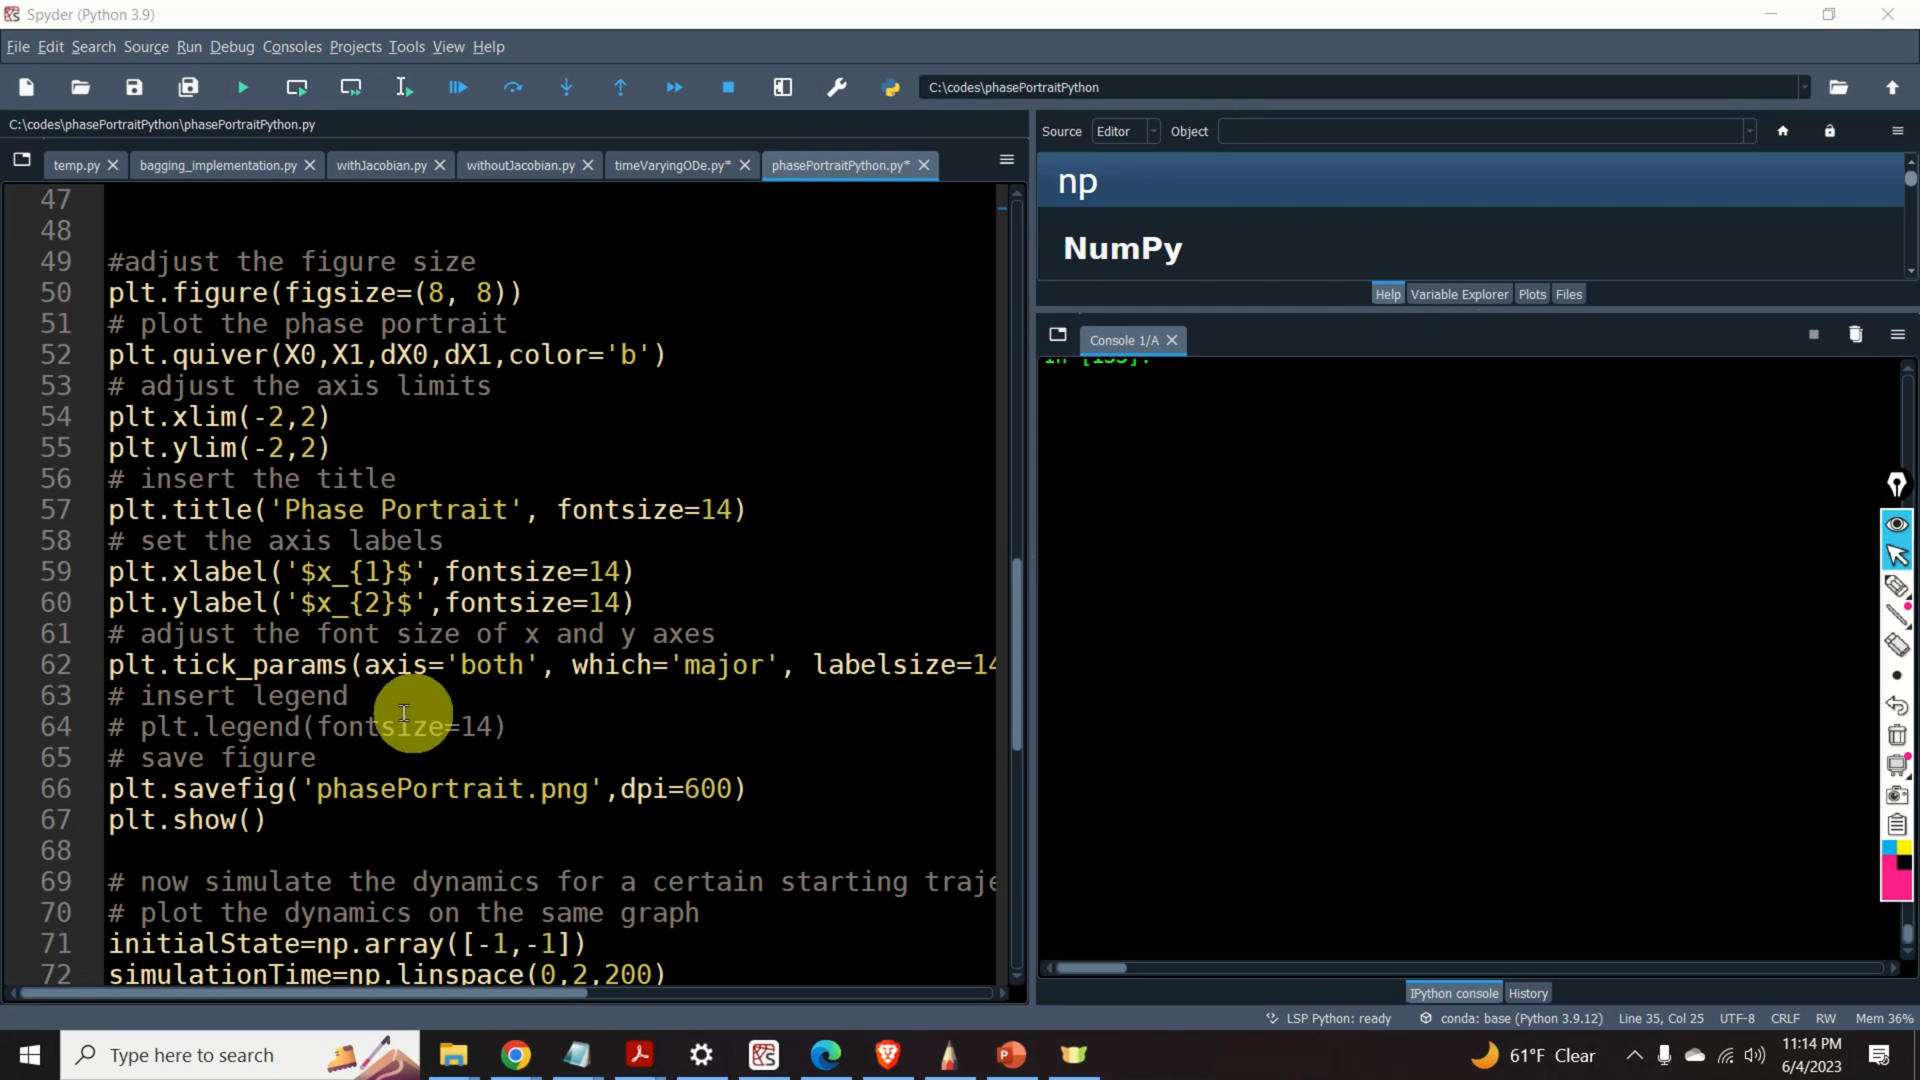 Spyder (Python 3.9)
File Edit Search Source Run Debug Consoles Projects Tools View Help
C:\codes\phasePortraitPython
C:\codes\phasePortraitPython\phasePortraitPython.py
Source Editor Object
temp.py bagging_implementation.py withJacobian.py withoutJacobian.py timeVaryingODe.py* phasePortraitPython.py*
np
NumPy
Help Variable Explorer Plots Files
Console 1/A
47
48
49 #adjust the figure size
50 plt.figure(figsize=(8, 8))
51 # plot the phase portrait
52 plt.quiver(X0,X1,dX0,dX1,color='b')
53 # adjust the axis limits
54 plt.xlim(-2,2)
55 plt.ylim(-2,2)
56 # insert the title
57 plt.title('Phase Portrait', fontsize=14)
58 # set the axis labels
59 plt.xlabel('$x_{1}$',fontsize=14)
60 plt.ylabel('$x_{2}$',fontsize=14)
61 # adjust the font size of x and y axes
62 plt.tick_params(axis='both', which='major', labelsize=14
63 # insert legend
64 # plt.legend(fontsize=14)
65 # save figure
66 plt.savefig('phasePortrait.png',dpi=600)
67 plt.show()
68
69 # now simulate the dynamics for a certain starting traje
70 # plot the dynamics on the same graph
71 initialState=np.array([-1,-1])
72 simulationTime=np.linspace(0,2,200)
IPython console History
LSP Python: ready conda: base (Python 3.9.12) Line 35, Col 25 UTF-8 CRLF RW Mem 36%
Type here to search
61°F Clear
11:14 PM
6/4/2023